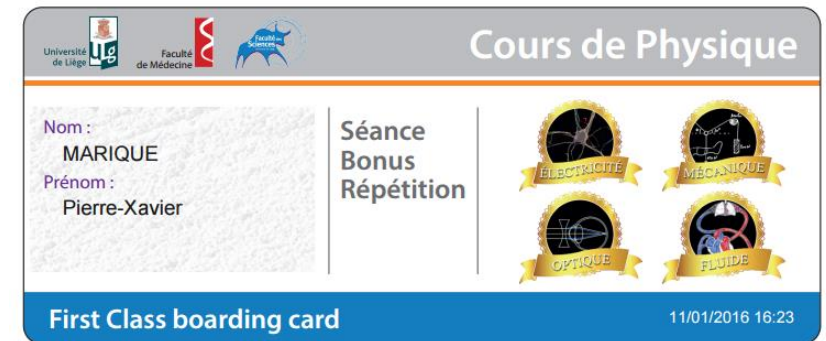 Université
de Liège
Faculté
de Médecine
Faculté des
Sciences
Cours de Physique
Nom :
MARIQUE
Prénom :
Pierre-Xavier
Séance
Bonus
Répétition
ÉLECTRICITÉ
MÉCANIQUE
OPTIQUE
FLUIDE
First Class boarding card
11/01/2016 16:23